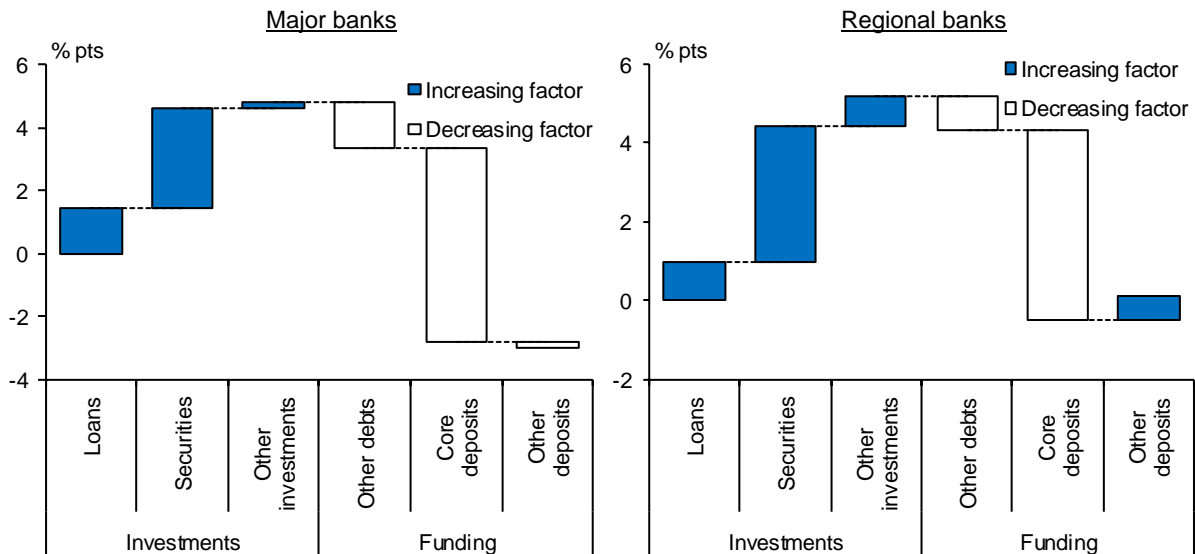 Major banks
% pts
6
4
2
0
-2
-4
Increasing factor
Decreasing factor
Loans
Securities
Other
investments
Other debts
Core
deposits
Other
deposits
Investments
Funding
Regional banks
% pts
6
4
2
0
-2
Increasing factor
Decreasing factor
Loans
Securities
Other
investments
Other debts
Core
deposits
Other
deposits
Investments
Funding